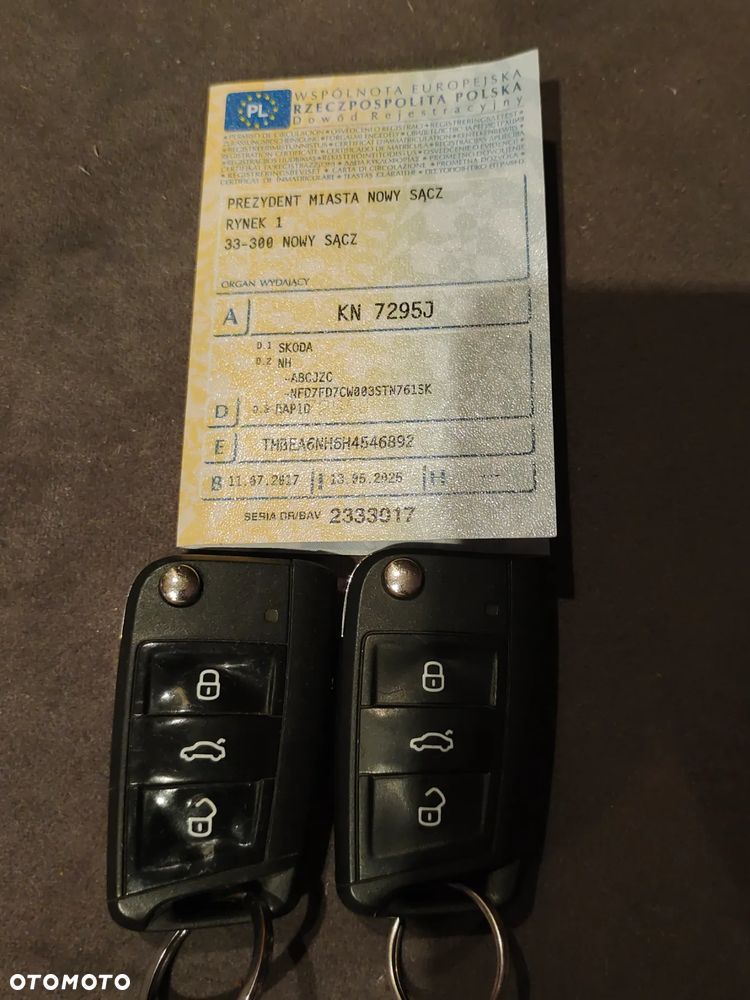 PL
WSPÓLNOTA EUROPEJSKA
RZECZPOSPOLITA POLSKA
Dowód Rejestracyjny
PREZYDENT MIASTA NOWY SĄCZ
RYNEK 1
33-300 NOWY SĄCZ
ORGAN WYDAJĄCY
A KN 7295J
D.1 SKODA
D.2 NH
-ABCJZC
-NFD7FD7CW003STN761SK
D D.3 RAPID
E TMBEA6NH6H4546892
B 11.07.2017 I 13.05.2025 H ---
SERIA DR/BAV 2333017
OTOMOTO